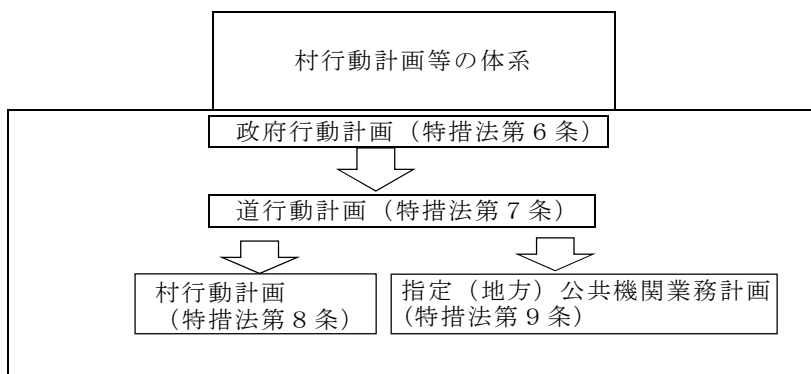 村行動計画等の体系
政府行動計画（特措法第６条）
道行動計画（特措法第７条）
村行動計画
（特措法第８条）
指定（地方）公共機関業務計画
(特措法第９条）